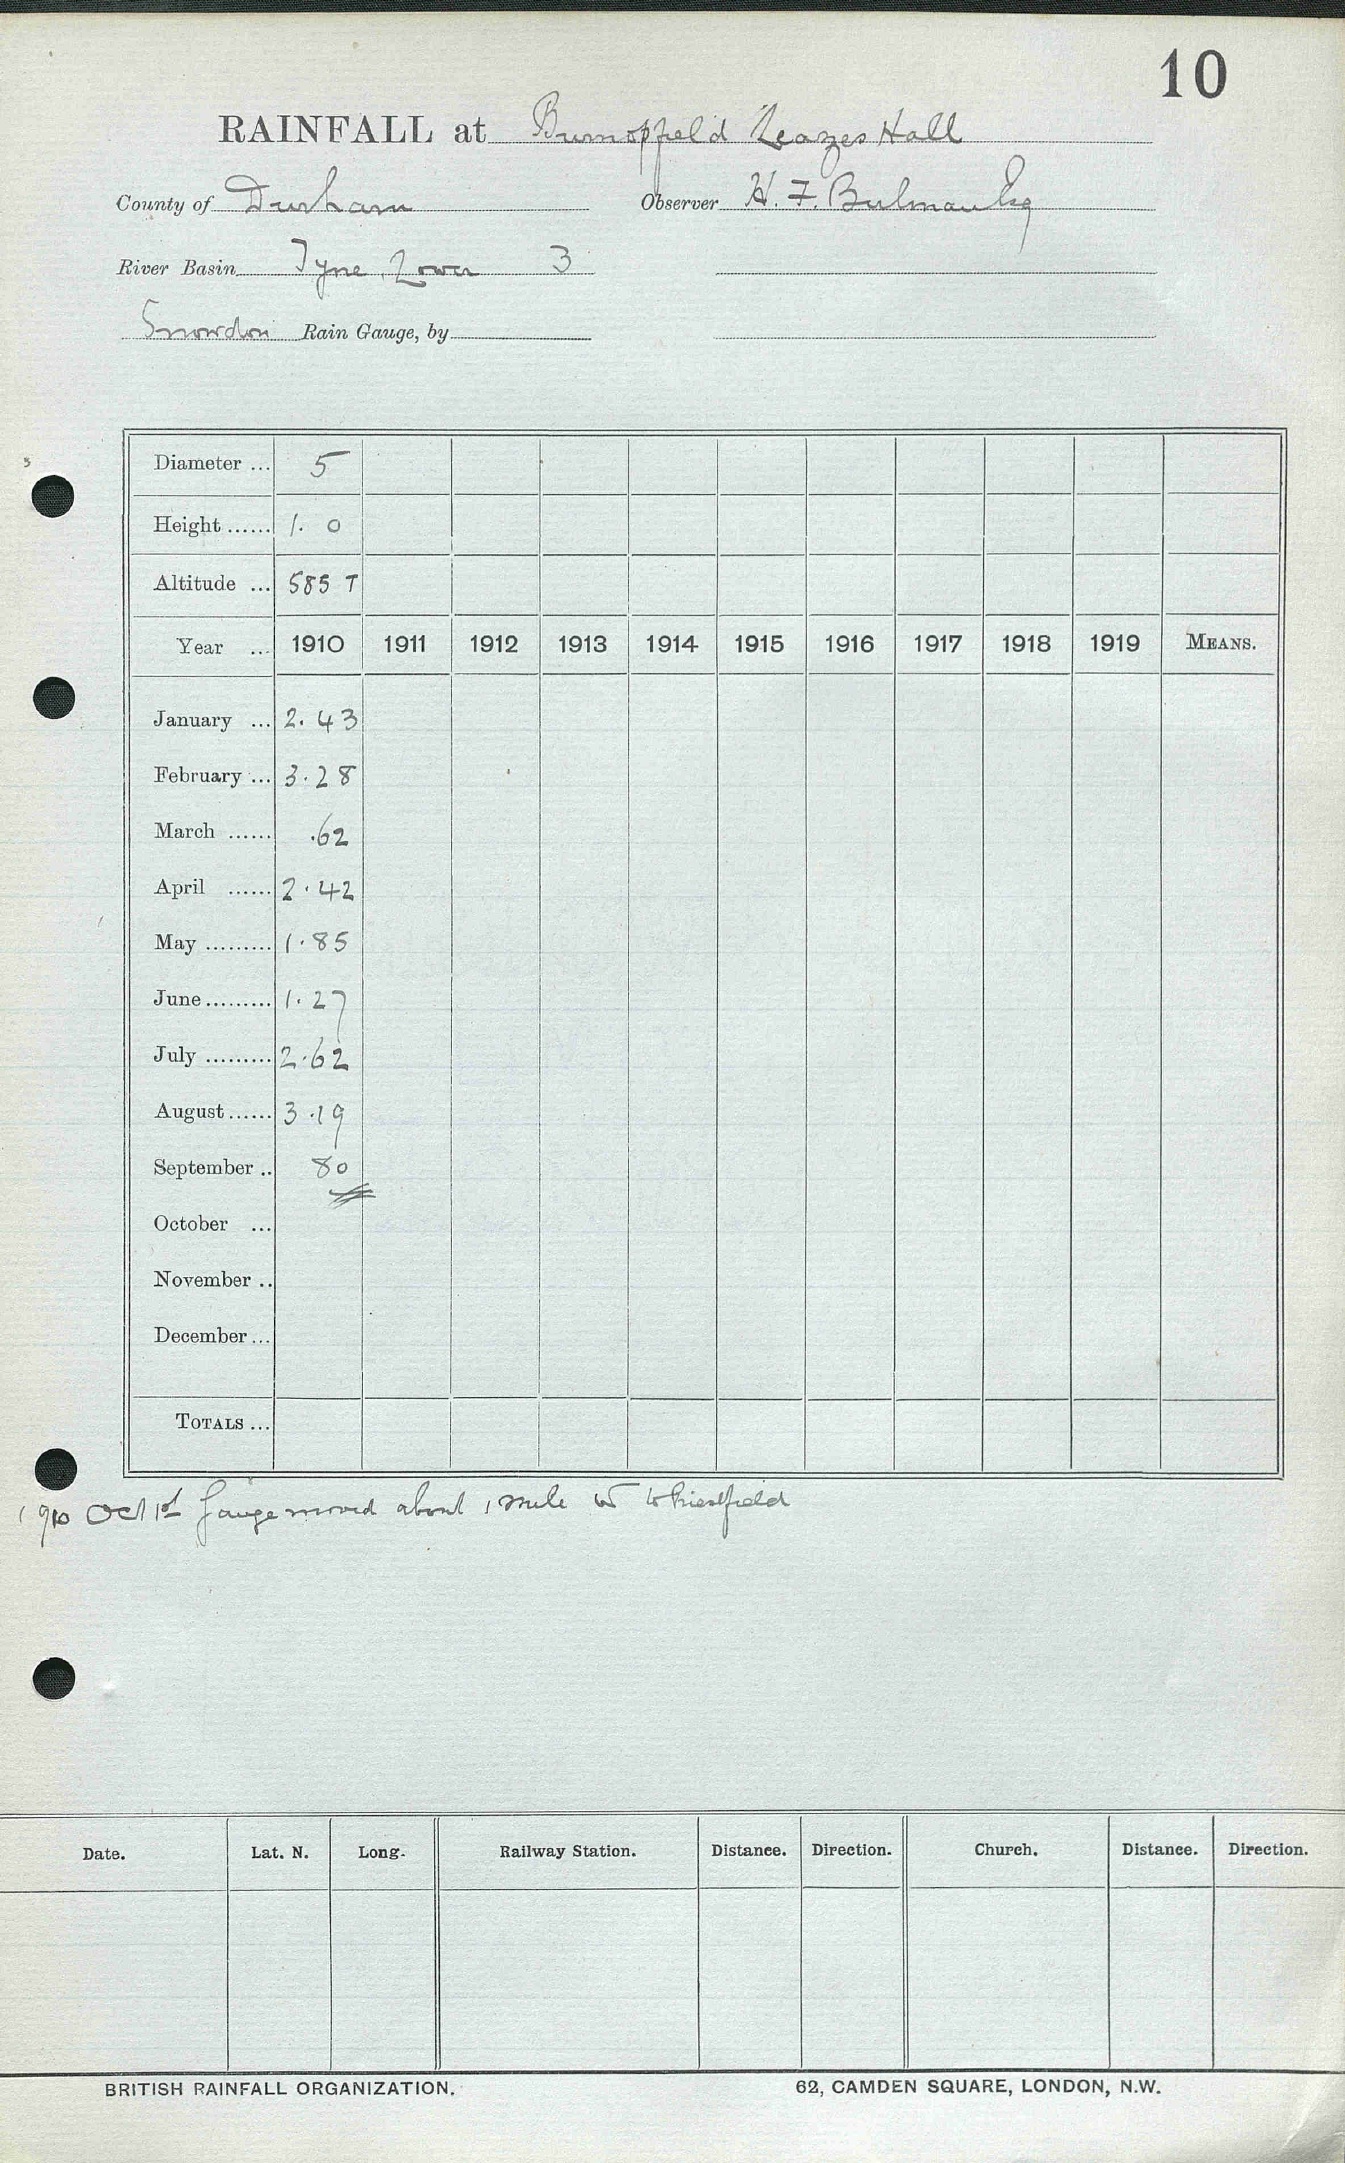 10
RAINFALL at Burnopfield Leazes Hall
County of Durham Observer H. F. Bulman Esq
River Basin Tyne, Lower 3
Snowdon Rain Gauge, by
Diameter ... 5
Height ...... 1. 0
Altitude ... 585 T
Year ... 1910 1911 1912 1913 1914 1915 1916 1917 1918 1919 MEANS.
January ... 2.43
February ... 3.28
March ...... .62
April ...... 2.42
May ......... 1.85
June ......... 1.27
July ......... 2.62
August ...... 3.19
September .. 80
October ...
November ..
December ...
TOTALS ...
1910 Oct 1st Gauge moved about 1 mile to
Date. Lat. N. Long. Railway Station. Distance. Direction. Church. Distance. Direction.
BRITISH RAINFALL ORGANIZATION. 62, CAMDEN SQUARE, LONDON, N.W.